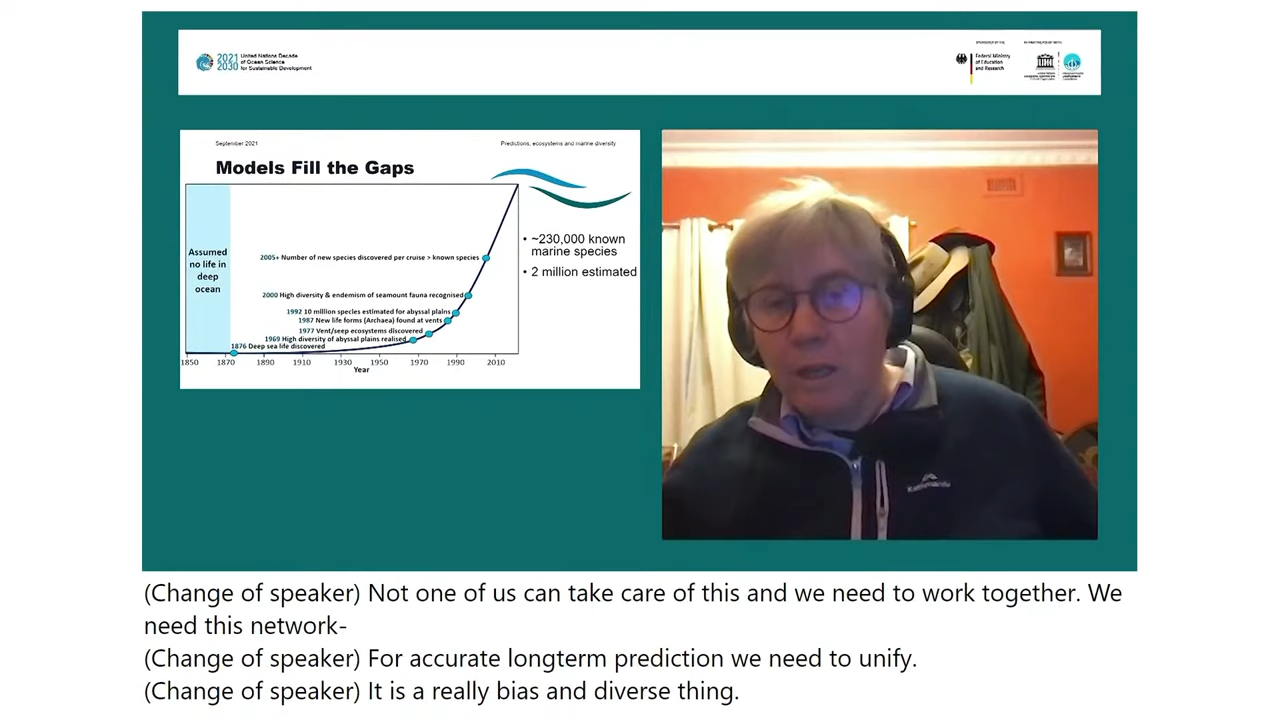 2021
2030
United Nations Decade
of Ocean Science
for Sustainable Development
Federal Ministry
of Education
and Research
September 2021
Predictions, ecosystems and marine diversity
Models Fill the Gaps
Assumed
no life in
deep
ocean
2005+ Number of new species discovered per cruise > known species
2000 High diversity & endemism of seamount fauna recognised
1992 10 million species estimated for abyssal plains
1987 New life forms (Archaea) found at vents
1977 Vent/seep ecosystems discovered
1969 High diversity of abyssal plains realised
1876 Deep sea life discovered
1850 1870 1890 1910 1930 1950 1970 1990 2010
Year
• ~230,000 known
marine species
• 2 million estimated
(Change of speaker) Not one of us can take care of this and we need to work together. We
need this network-
(Change of speaker) For accurate longterm prediction we need to unify.
(Change of speaker) It is a really bias and diverse thing.